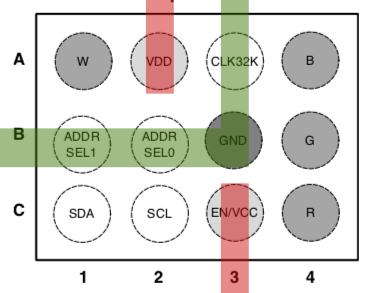 A W VDD CLK32K B
B ADDR SEL1 ADDR SEL0 GND G
C SDA SCL EN/VCC R
1 2 3 4